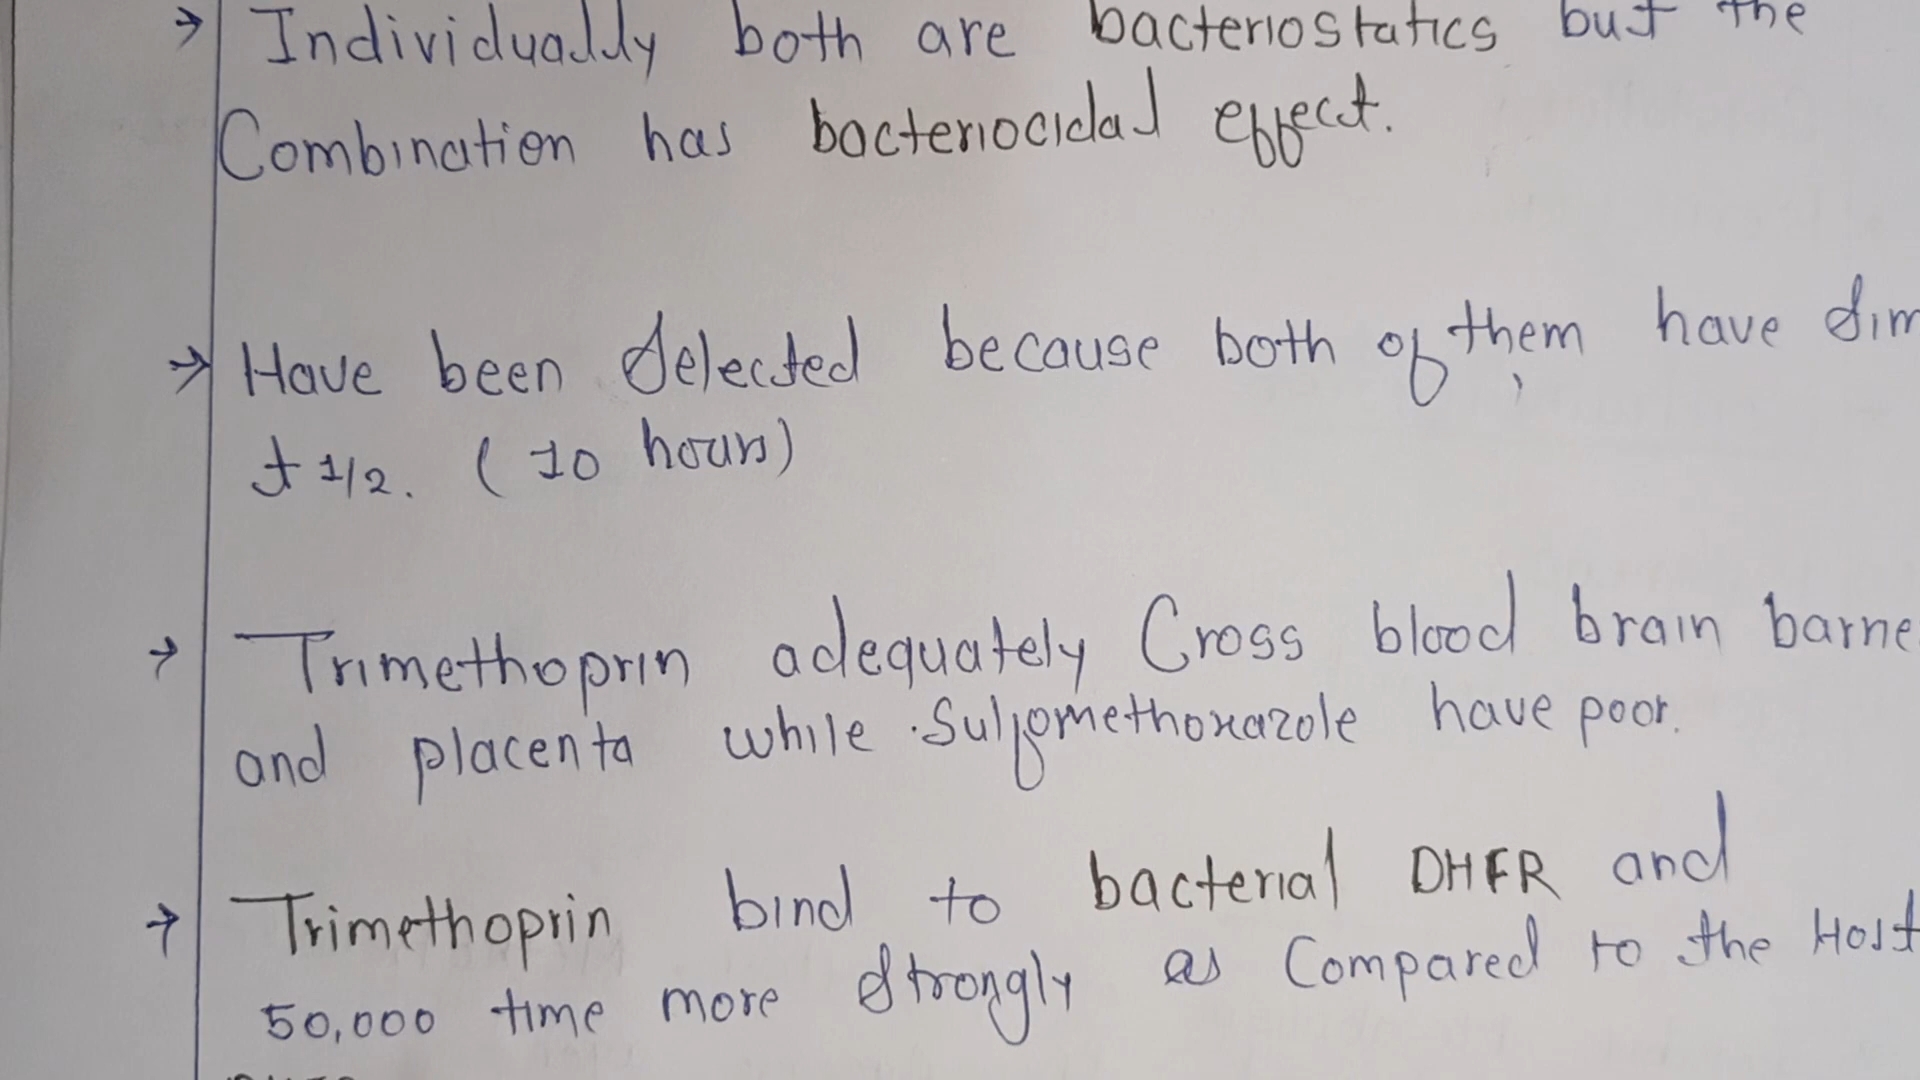 → Individually both are bacteriostatics but the
Combination has bacteriocidal effect.
→ Have been selected because both of them have sim
t 1/2. (10 hours)
→ Trimethoprin adequately Cross blood brain barrie
and placenta while Sulfomethoxazole have poor.
→ Trimethoprin bind to bacterial DHFR and
50,000 time more strongly as Compared to the Host